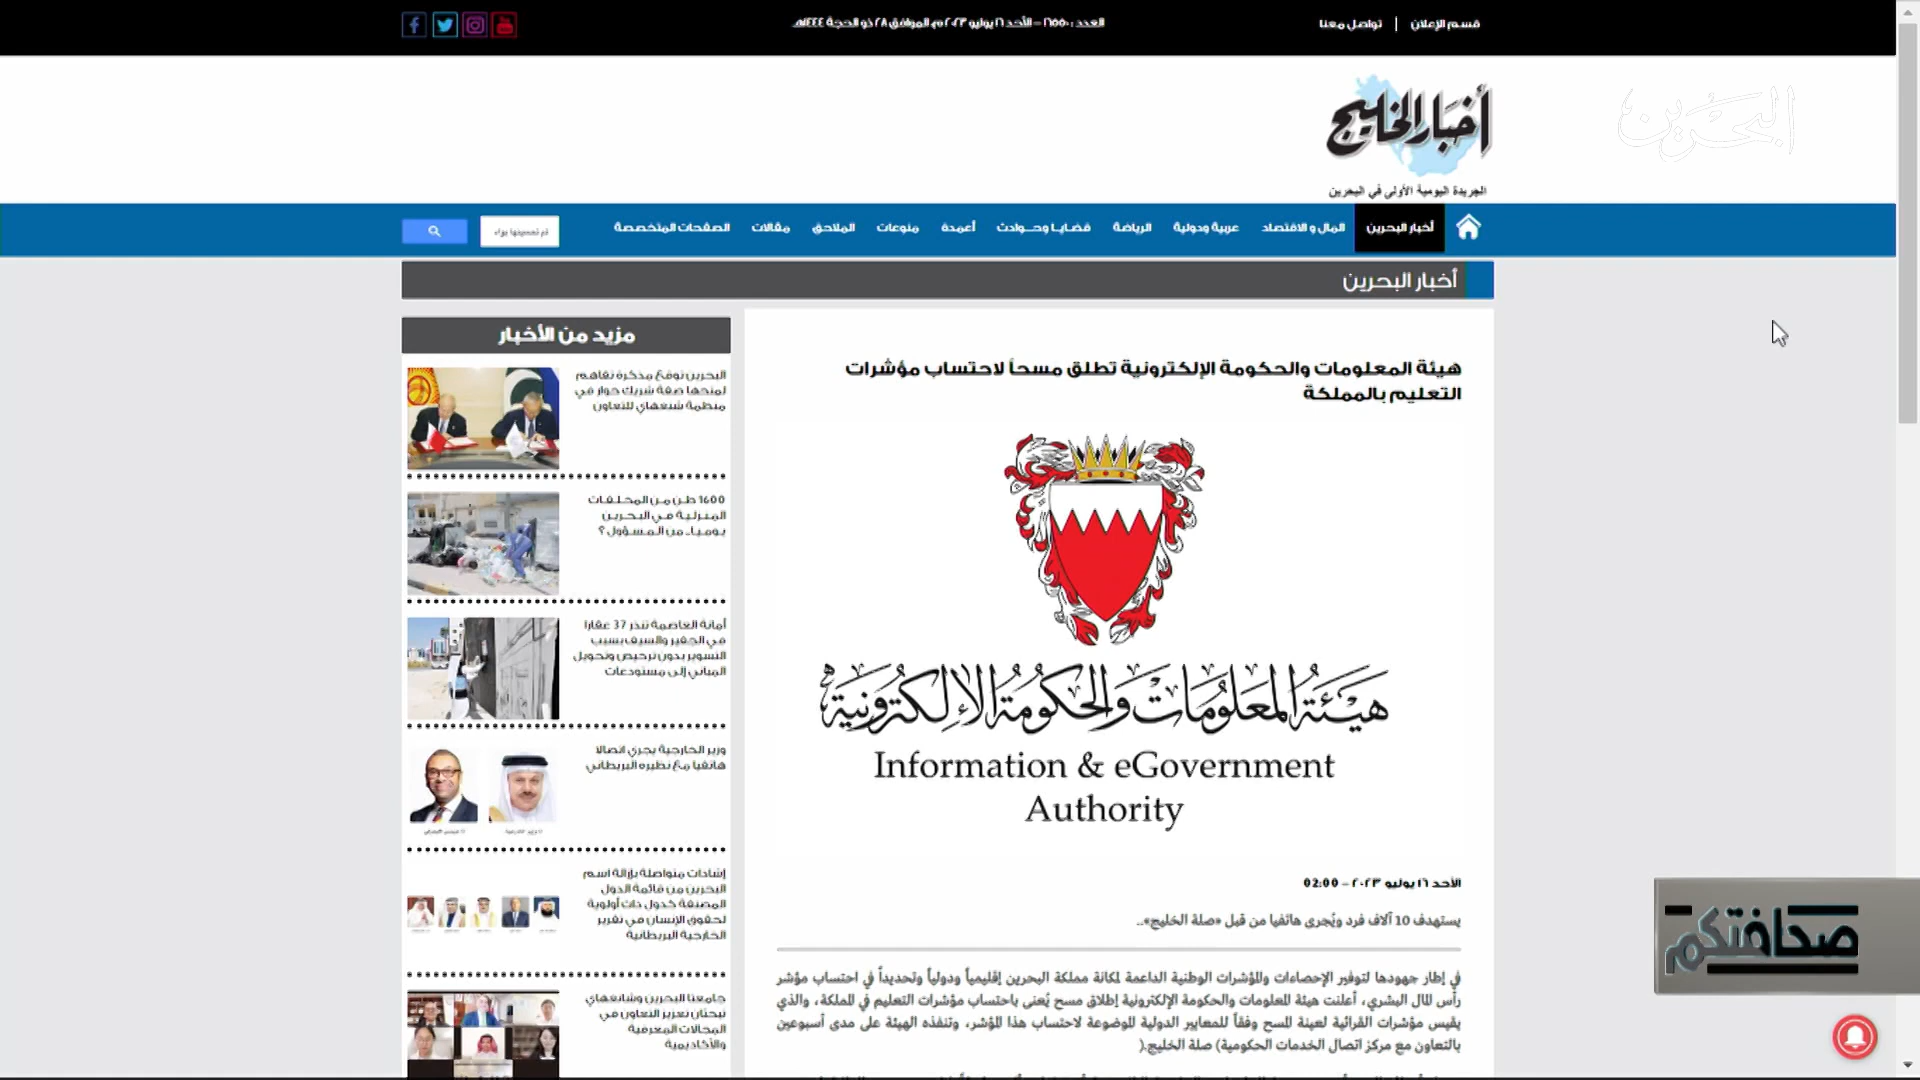 قسم الإعلان | تواصل معنا
العدد : ١٦٥٥٠ - الأحد ١٦ يوليو ٢٠٢٣ م، الموافق ٢٨ ذو الحجة ١٤٤٤هـ
البحرين
أخبار الخليج
الجريدة اليومية الأولى في البحرين
أخبار البحرين
المال و الاقتصاد
عربية ودولية
الرياضة
قضايا وحوادث
أعمدة
منوعات
الملاحق
مقالات
الصفحات المتخصصة
أخبار البحرين
هيئة المعلومات والحكومة الإلكترونية تطلق مسحاً لاحتساب مؤشرات
التعليم بالمملكة
هيئة المعلومات والحكومة الإلكترونية
Information & eGovernment
Authority
الأحد ١٦ يوليو ٢٠٢٣ - 02:00
يستهدف 10 آلاف فرد ويُجرى هاتفيا من قبل «صلة الخليج»..
في إطار جهودها لتوفير الإحصاءات والمؤشرات الوطنية الداعمة لمكانة مملكة البحرين إقليمياً ودولياً وتحديداً في احتساب مؤشر
رأس المال البشري، أعلنت هيئة المعلومات والحكومة الإلكترونية إطلاق مسح يُعنى باحتساب مؤشرات التعليم في المملكة، والذي
يقيس مؤشرات القرائية لعينة المسح وفقاً للمعايير الدولية الموضوعة لاحتساب هذا المؤشر، وتنفذه الهيئة على مدى أسبوعين
بالتعاون مع مركز اتصال الخدمات الحكومية) صلة الخليج.(
مزيد من الأخبار
البحرين توقع مذكرة تفاهم
لمنحها صفة شريك حوار في
منظمة شنغهاي للتعاون
1600 طن من المخلفات
المنزلية في البحرين
يوميا.. من المسؤول ؟
أمانة العاصمة تنذر 37 عقارا
في الجفير والسيف بسبب
التسوير بدون ترخيص وتحويل
المباني إلى مستودعات
وزير الخارجية يجري اتصالا
هاتفيا مع نظيره البريطاني
إشادات متواصلة بإزالة اسم
البحرين من قائمة الدول
المصنفة كدول ذات أولوية
لحقوق الإنسان في تقرير
الخارجية البريطانية
جامعتا البحرين وشانغهاي
تبحثان تعزيز التعاون في
المجالات المعرفية
والأكاديمية
صحافتكم